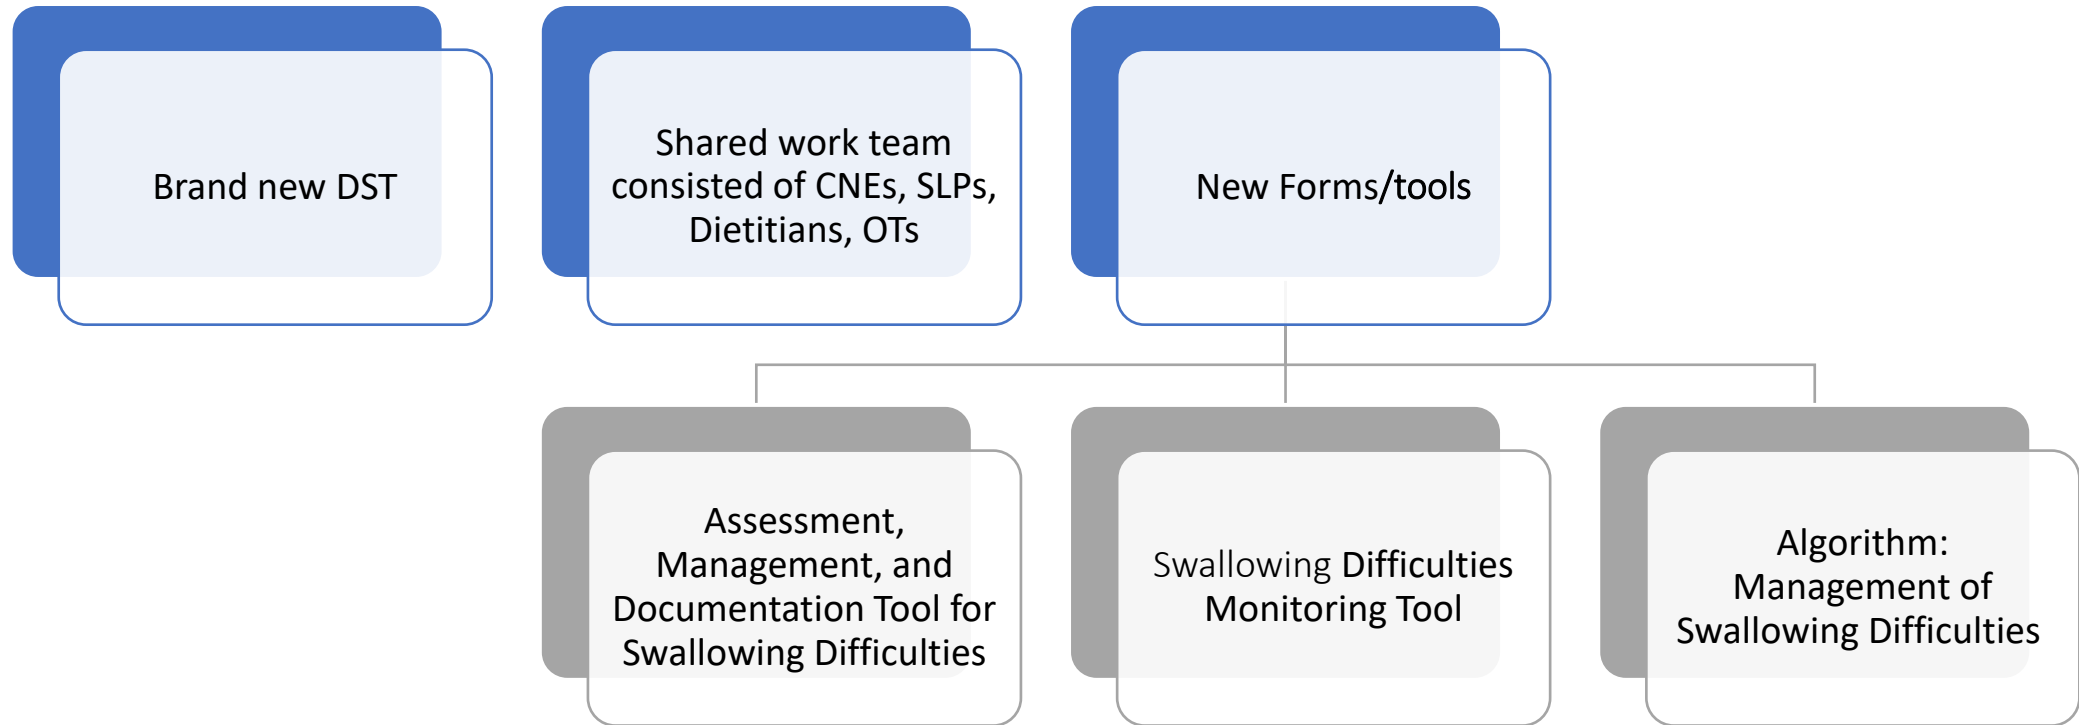 Brand new DST
Shared work team
consisted of CNEs, SLPs,
Dietitians, OTs
New Forms/tools
Assessment,
Management, and
Documentation Tool for
Swallowing Difficulties
Swallowing Difficulties
Monitoring Tool
Algorithm:
Management of
Swallowing Difficulties